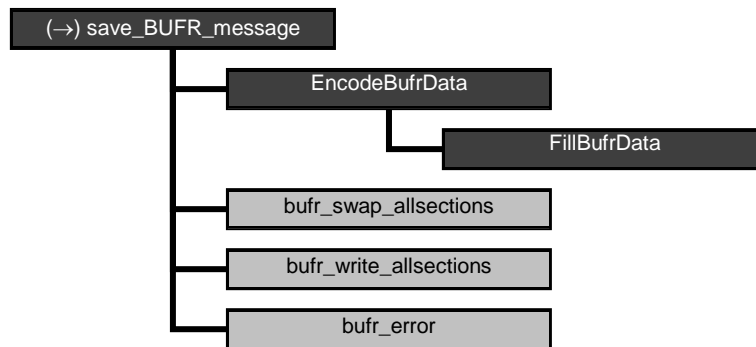 (→) save_BUFR_message
EncodeBufrData
FillBufrData
bufr_swap_allsections
bufr_write_allsections
bufr_error